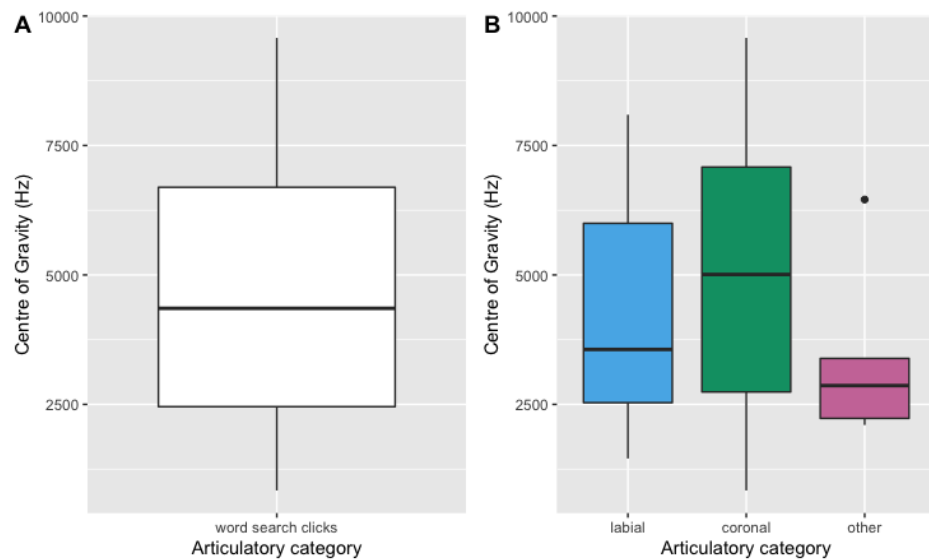 A
Centre of Gravity (Hz)
10000
7500
5000
2500
word search clicks
Articulatory category
B
Centre of Gravity (Hz)
10000
7500
5000
2500
labial coronal other
Articulatory category